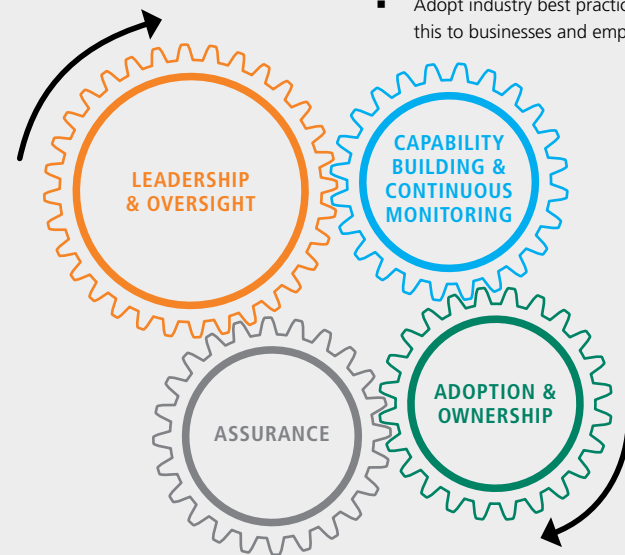 ▪ Adopt industry best practic
this to businesses and emp
LEADERSHIP
& OVERSIGHT
CAPABILITY
BUILDING &
CONTINUOUS
MONITORING
ASSURANCE
ADOPTION &
OWNERSHIP